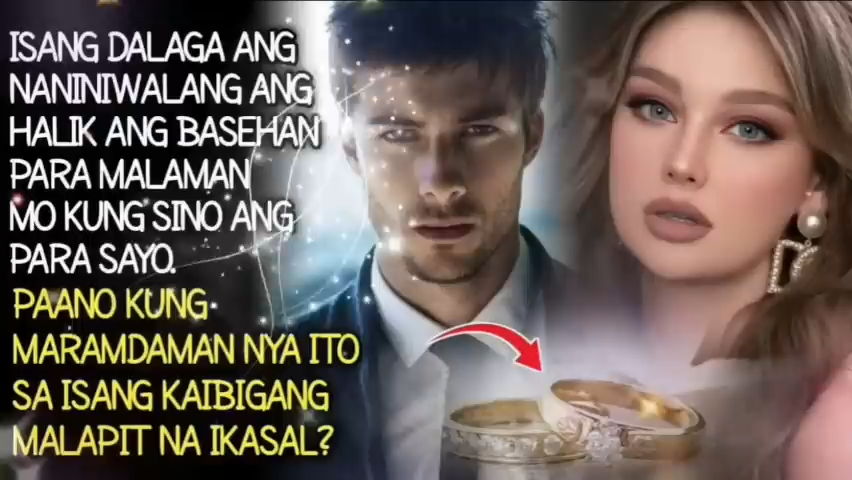 ISANG DALAGA ANG
NANINIWALANG ANG
HALIK ANG BASEHAN
PARA MALAMAN
MO KUNG SINO ANG
PARA SAYO.
PAANO KUNG
MARAMDAMAN NYA ITO
SA ISANG KAIBIGANG
MALAPIT NA IKASAL?